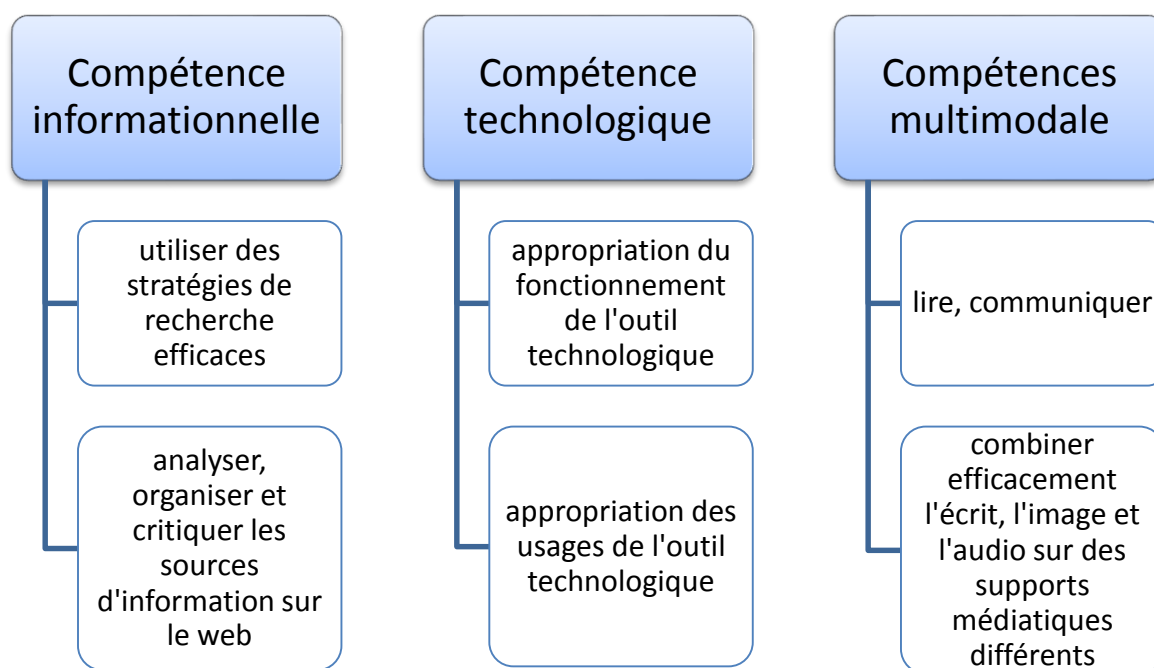 Compétence
informationnelle
utiliser des
stratégies de
recherche
efficaces
analyser,
organiser et
critiquer les
sources
d'information sur
le web
Compétence
technologique
appropriation du
fonctionnement
de l'outil
technologique
appropriation des
usages de l'outil
technologique
Compétences
multimodale
lire, communiquer
combiner
efficacement
l'écrit, l'image et
l'audio sur des
supports
médiatiques
différents